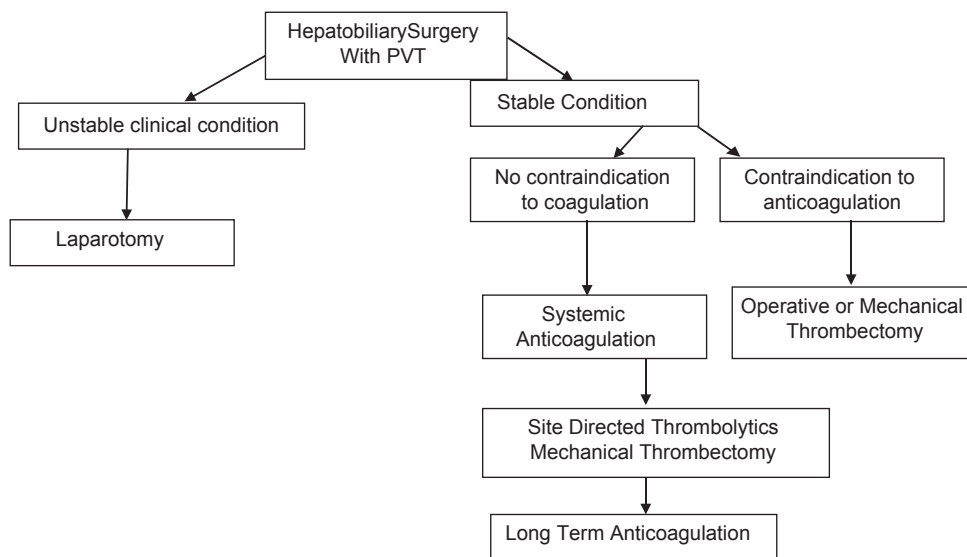 HepatobiliarySurgery
With PVT
Unstable clinical condition
Stable Condition
Laparotomy
No contraindication
to coagulation
Contraindication to
anticoagulation
Systemic
Anticoagulation
Operative or Mechanical
Thrombectomy
Site Directed Thrombolytics
Mechanical Thrombectomy
Long Term Anticoagulation